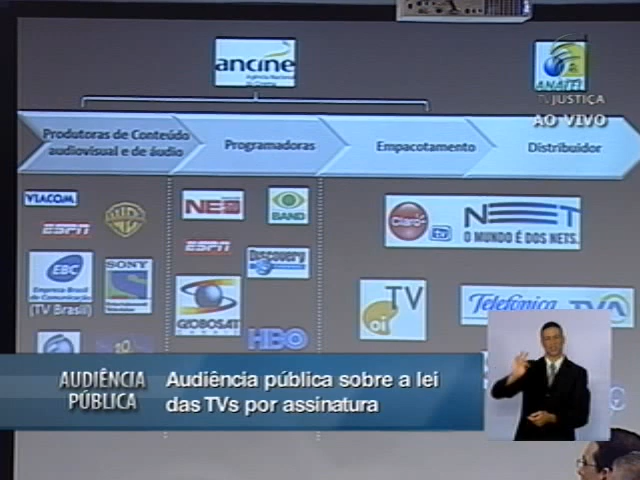 ancine
Agência Nacional
do Cinema
ANATEL
TV JUSTIÇA
AO VIVO
Produtoras de Conteúdo
audiovisual e de áudio
Programadoras
Empacotamento
Distribuidor
VIACOM
ESPN
EBC
Empresa Brasil
de Comunicação
(TV Brasil)
SONY
BAND
ESPN
Discovery
GLOBOSAT
CANAIS
HBO
Claro
tv
NET
O MUNDO É DOS NETS.
TV
oi
Telefônica
TVA
AUDIÊNCIA
PÚBLICA
Audiência pública sobre a lei
das TVs por assinatura